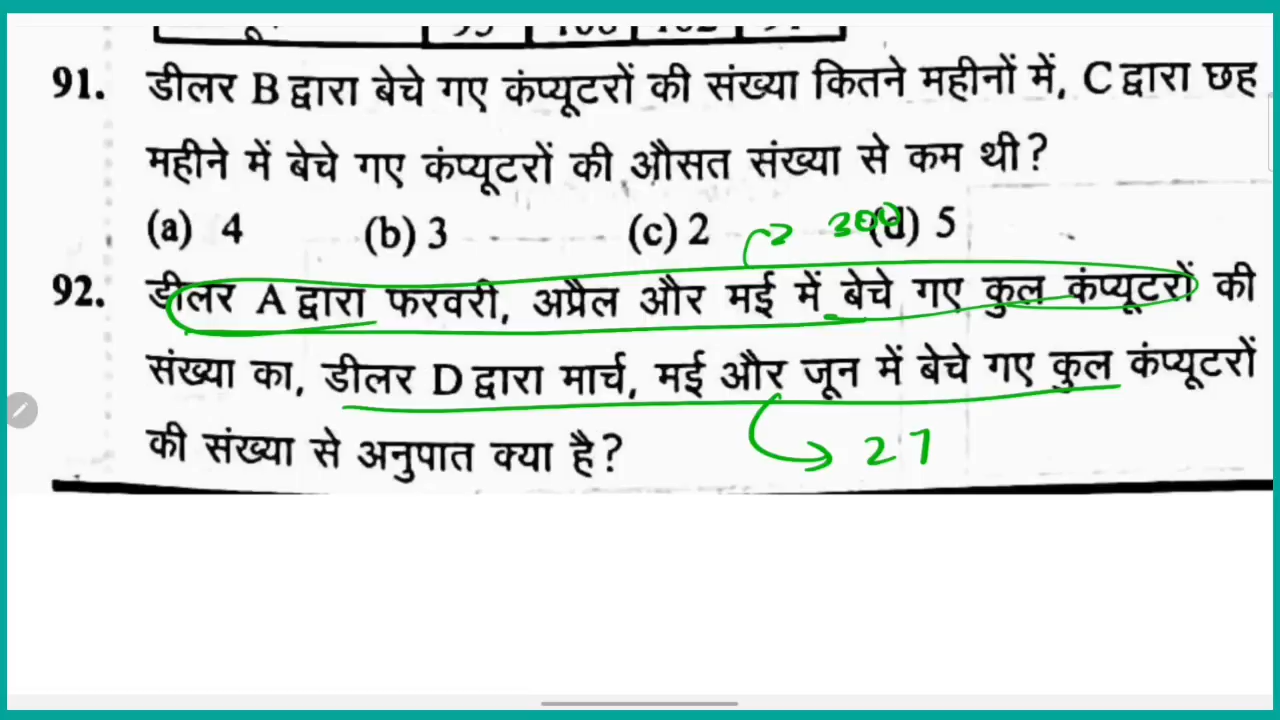 91. डीलर B द्वारा बेचे गए कंप्यूटरों की संख्या कितने महीनों में, C द्वारा छह
महीने में बेचे गए कंप्यूटरों की औसत संख्या से कम थी?
(a) 4 (b) 3 (c) 2 (d) 5
300
92. डीलर A द्वारा फरवरी, अप्रैल और मई में बेचे गए कुल कंप्यूटरों की
संख्या का, डीलर D द्वारा मार्च, मई और जून में बेचे गए कुल कंप्यूटरों
की संख्या से अनुपात क्या है?
27